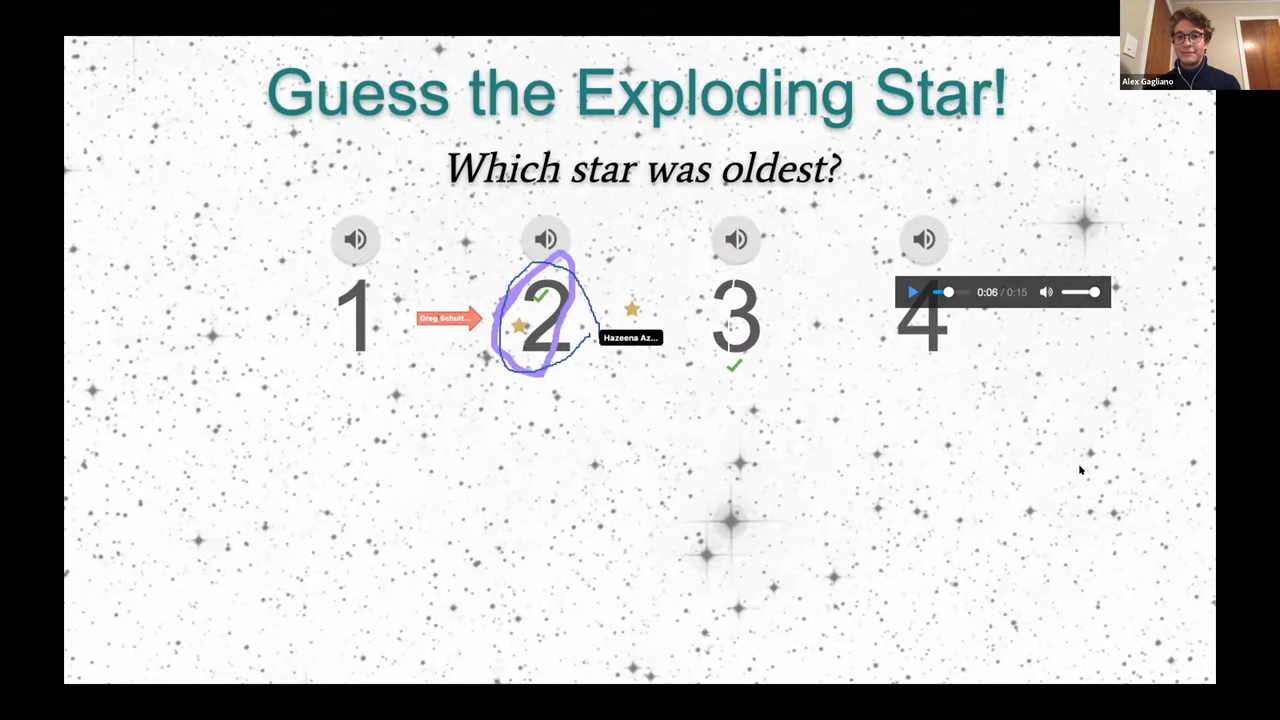 Alex Gagliano
Guess the Exploding Star!
Which star was oldest?
1
2
3
4
Greg Schult...
Hazeena Az...
0:06 / 0:15